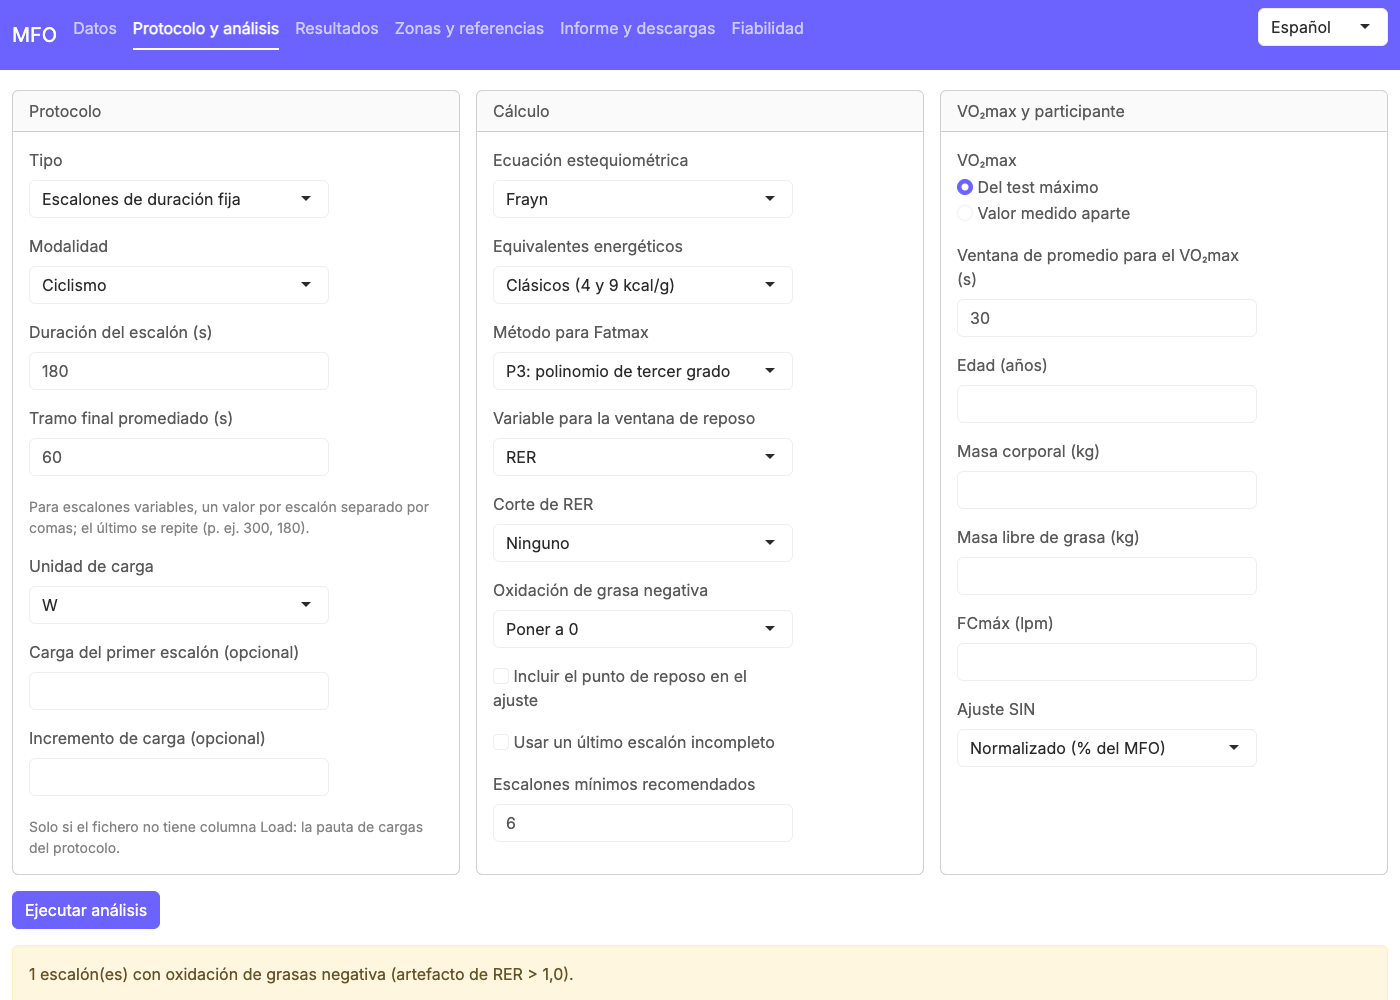 MFO
Datos
Protocolo y análisis
Resultados
Zonas y referencias
Informe y descargas
Fiabilidad
Español
Protocolo
Tipo
Escalones de duración fija
Modalidad
Ciclismo
Duración del escalón (s)
180
Tramo final promediado (s)
60
Para escalones variables, un valor por escalón separado por
comas; el último se repite (p. ej. 300, 180).
Unidad de carga
W
Carga del primer escalón (opcional)
Incremento de carga (opcional)
Solo si el fichero no tiene columna Load: la pauta de cargas
del protocolo.
Cálculo
Ecuación estequiométrica
Frayn
Equivalentes energéticos
Clásicos (4 y 9 kcal/g)
Método para Fatmax
P3: polinomio de tercer grado
Variable para la ventana de reposo
RER
Corte de RER
Ninguno
Oxidación de grasa negativa
Poner a 0
Incluir el punto de reposo en el
ajuste
Usar un último escalón incompleto
Escalones mínimos recomendados
6
VO₂max y participante
VO₂max
Del test máximo
Valor medido aparte
Ventana de promedio para el VO₂max
(s)
30
Edad (años)
Masa corporal (kg)
Masa libre de grasa (kg)
FCmáx (lpm)
Ajuste SIN
Normalizado (% del MFO)
Ejecutar análisis
1 escalón(es) con oxidación de grasas negativa (artefacto de RER > 1,0).